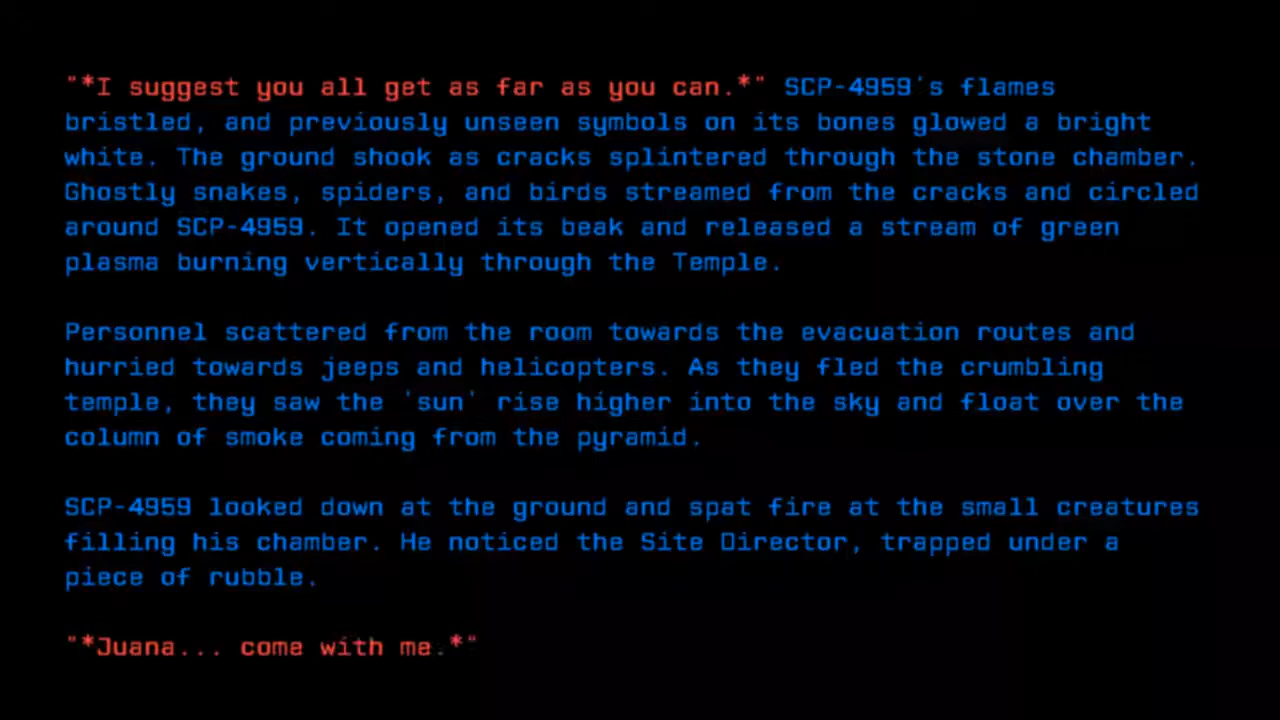 "*I suggest you all get as far as you can.*" SCP-4959's flames
bristled, and previously unseen symbols on its bones glowed a bright
white. The ground shook as cracks splintered through the stone chamber.
Ghostly snakes, spiders, and birds streamed from the cracks and circled
around SCP-4959. It opened its beak and released a stream of green
plasma burning vertically through the Temple.
Personnel scattered from the room towards the evacuation routes and
hurried towards jeeps and helicopters. As they fled the crumbling
temple, they saw the 'sun' rise higher into the sky and float over the
column of smoke coming from the pyramid.
SCP-4959 looked down at the ground and spat fire at the small creatures
filling his chamber. He noticed the Site Director, trapped under a
piece of rubble.
"*Juana... come with me.*"